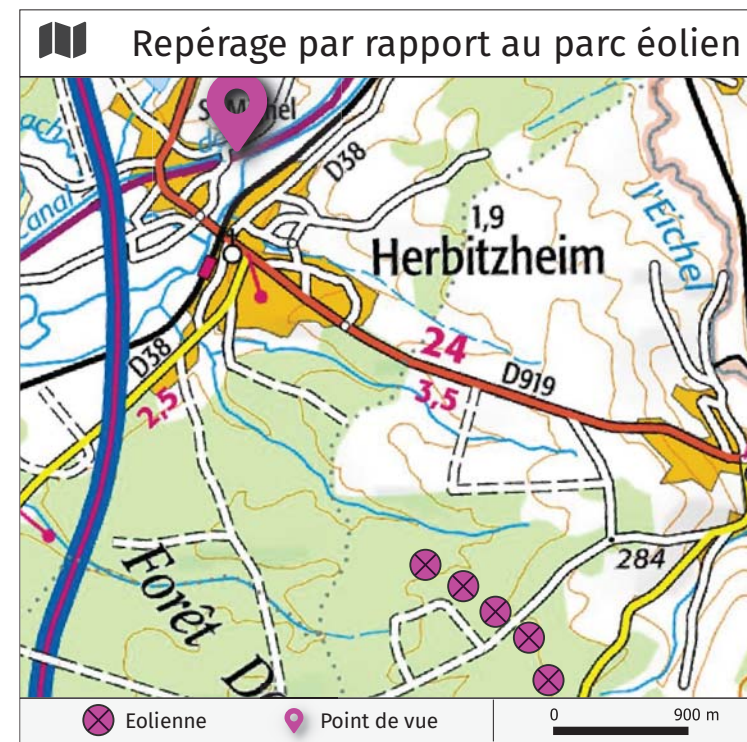 Repérage par rapport au parc éolien
D38
anal
1,9
Herbitzheim
l'Eichel
24
D919
3,5
D38
2,5
284
Forêt
Eolienne
Point de vue
0
900 m